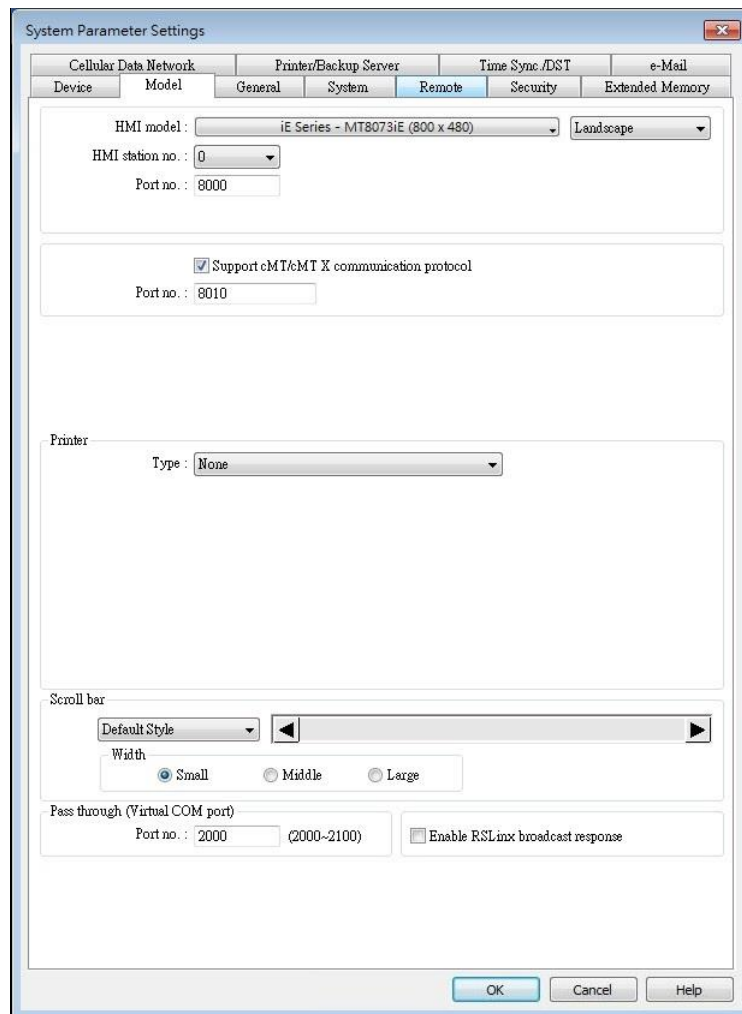 System Parameter Settings
Cellular Data Network Printer/Backup Server Time Sync./DST e-Mail
Device Model General System Remote Security Extended Memory
HMI model : iE Series - MT8073iE (800 x 480) Landscape
HMI station no. : 0
Port no. : 8000
Support cMT/cMT X communication protocol
Port no. : 8010
Printer
Type : None
Scroll bar
Default Style
Width
Small Middle Large
Pass through (Virtual COM port)
Port no. : 2000 (2000~2100) Enable RSLinx broadcast response
OK Cancel Help